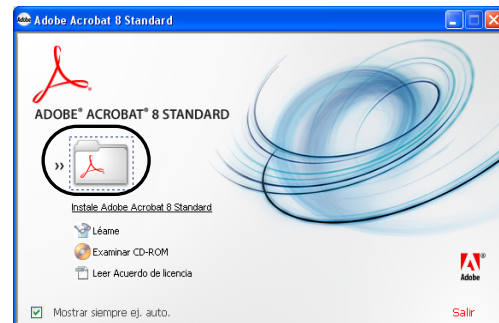 Adobe Adobe Acrobat 8 Standard
ADOBE® ACROBAT® 8 STANDARD
››
Instale Adobe Acrobat 8 Standard
Léame
Examinar CD-ROM
Leer Acuerdo de licencia
Adobe
Mostrar siempre ej. auto.
Salir